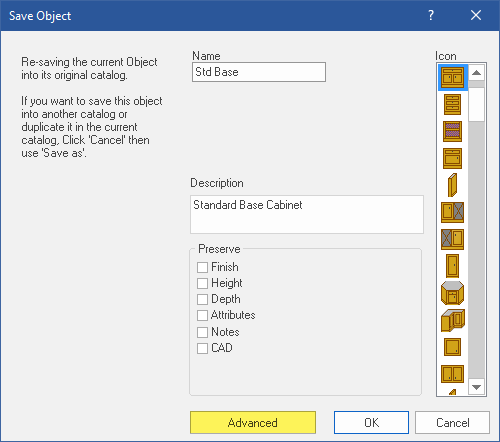 Save Object
?
Re-saving the current Object
into its original catalog.
If you want to save this object
into another catalog or
duplicate it in the current
catalog, Click 'Cancel' then
use 'Save as'.
Name
Std Base
Description
Standard Base Cabinet
Preserve
Finish
Height
Depth
Attributes
Notes
CAD
Icon
Advanced
OK
Cancel